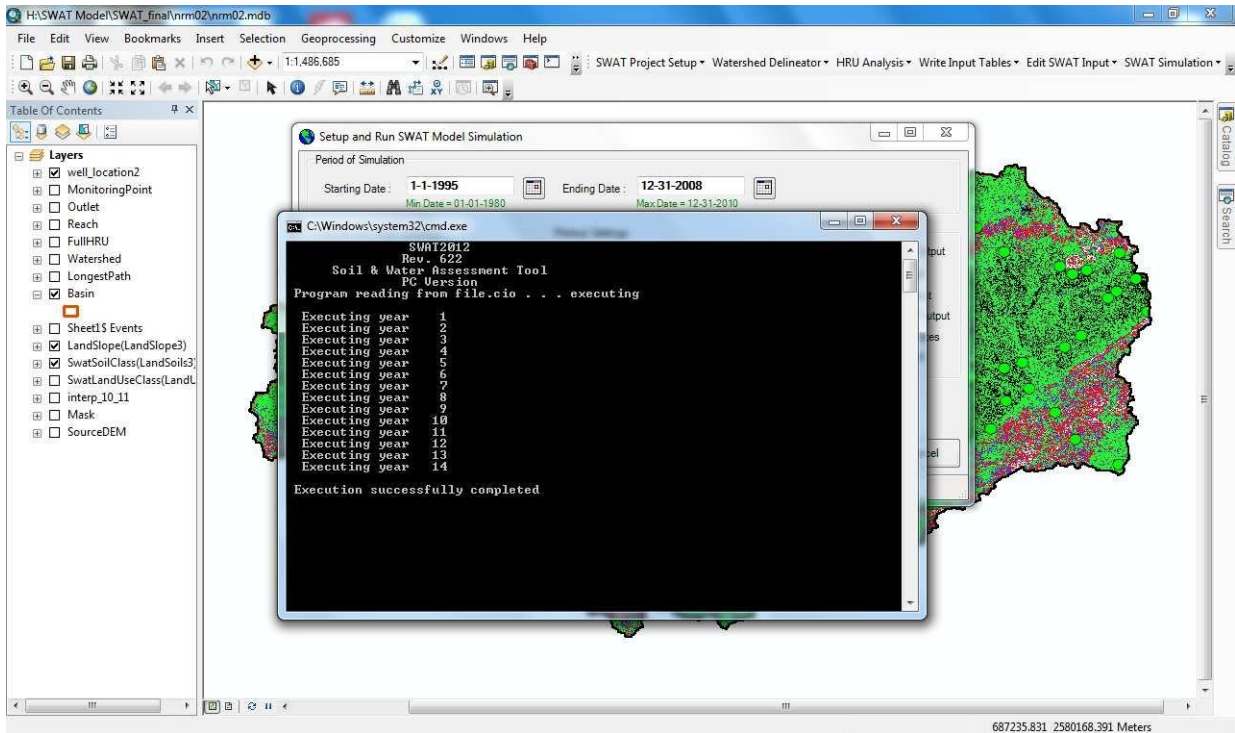 H:\SWAT Model\SWAT_final\nrm02\nrm02.mdb
File Edit View Bookmarks Insert Selection Geoprocessing Customize Windows Help
1:1,486,685
SWAT Project Setup Watershed Delineator HRU Analysis Write Input Tables Edit SWAT Input SWAT Simulation
Table Of Contents
Layers
well_location2
MonitoringPoint
Outlet
Reach
FullHRU
Watershed
LongestPath
Basin
Sheet1$ Events
LandSlope(LandSlope3)
SwatSoilClass(LandSoils3)
SwatLandUseClass(LandU
interp_10_11
Mask
SourceDEM
Setup and Run SWAT Model Simulation
Period of Simulation
Starting Date : 1-1-1995 Ending Date : 12-31-2008
Min Date = 01-01-1980 Max Date = 12-31-2010
C:\Windows\system32\cmd.exe
SWAT2012
Rev. 622
Soil & Water Assessment Tool
PC Version
Program reading from file.cio . . . executing
Executing year 1
Executing year 2
Executing year 3
Executing year 4
Executing year 5
Executing year 6
Executing year 7
Executing year 8
Executing year 9
Executing year 10
Executing year 11
Executing year 12
Executing year 13
Executing year 14
Execution successfully completed
Catalog
Search
687235.831 2580168.391 Meters